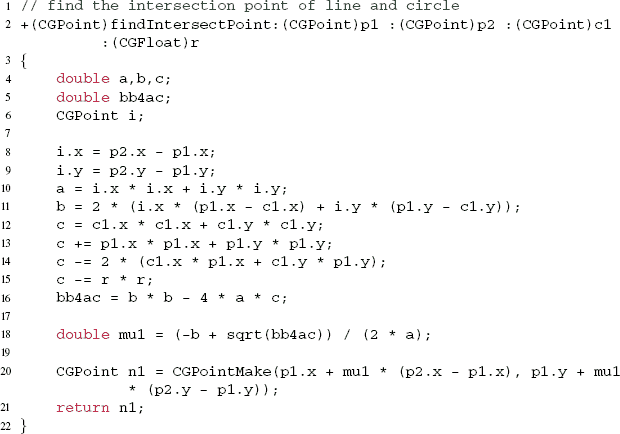 1 // find the intersection point of line and circle
2 +(CGPoint)findIntersectPoint:(CGPoint)p1 :(CGPoint)p2 :(CGPoint)c1
:(CGFloat)r
3 {
4 double a,b,c;
5 double bb4ac;
6 CGPoint i;
7
8 i.x = p2.x - p1.x;
9 i.y = p2.y - p1.y;
10 a = i.x * i.x + i.y * i.y;
11 b = 2 * (i.x * (p1.x - c1.x) + i.y * (p1.y - c1.y));
12 c = c1.x * c1.x + c1.y * c1.y;
13 c += p1.x * p1.x + p1.y * p1.y;
14 c -= 2 * (c1.x * p1.x + c1.y * p1.y);
15 c -= r * r;
16 bb4ac = b * b - 4 * a * c;
17
18 double mu1 = (-b + sqrt(bb4ac)) / (2 * a);
19
20 CGPoint n1 = CGPointMake(p1.x + mu1 * (p2.x - p1.x), p1.y + mu1
* (p2.y - p1.y));
21 return n1;
22 }